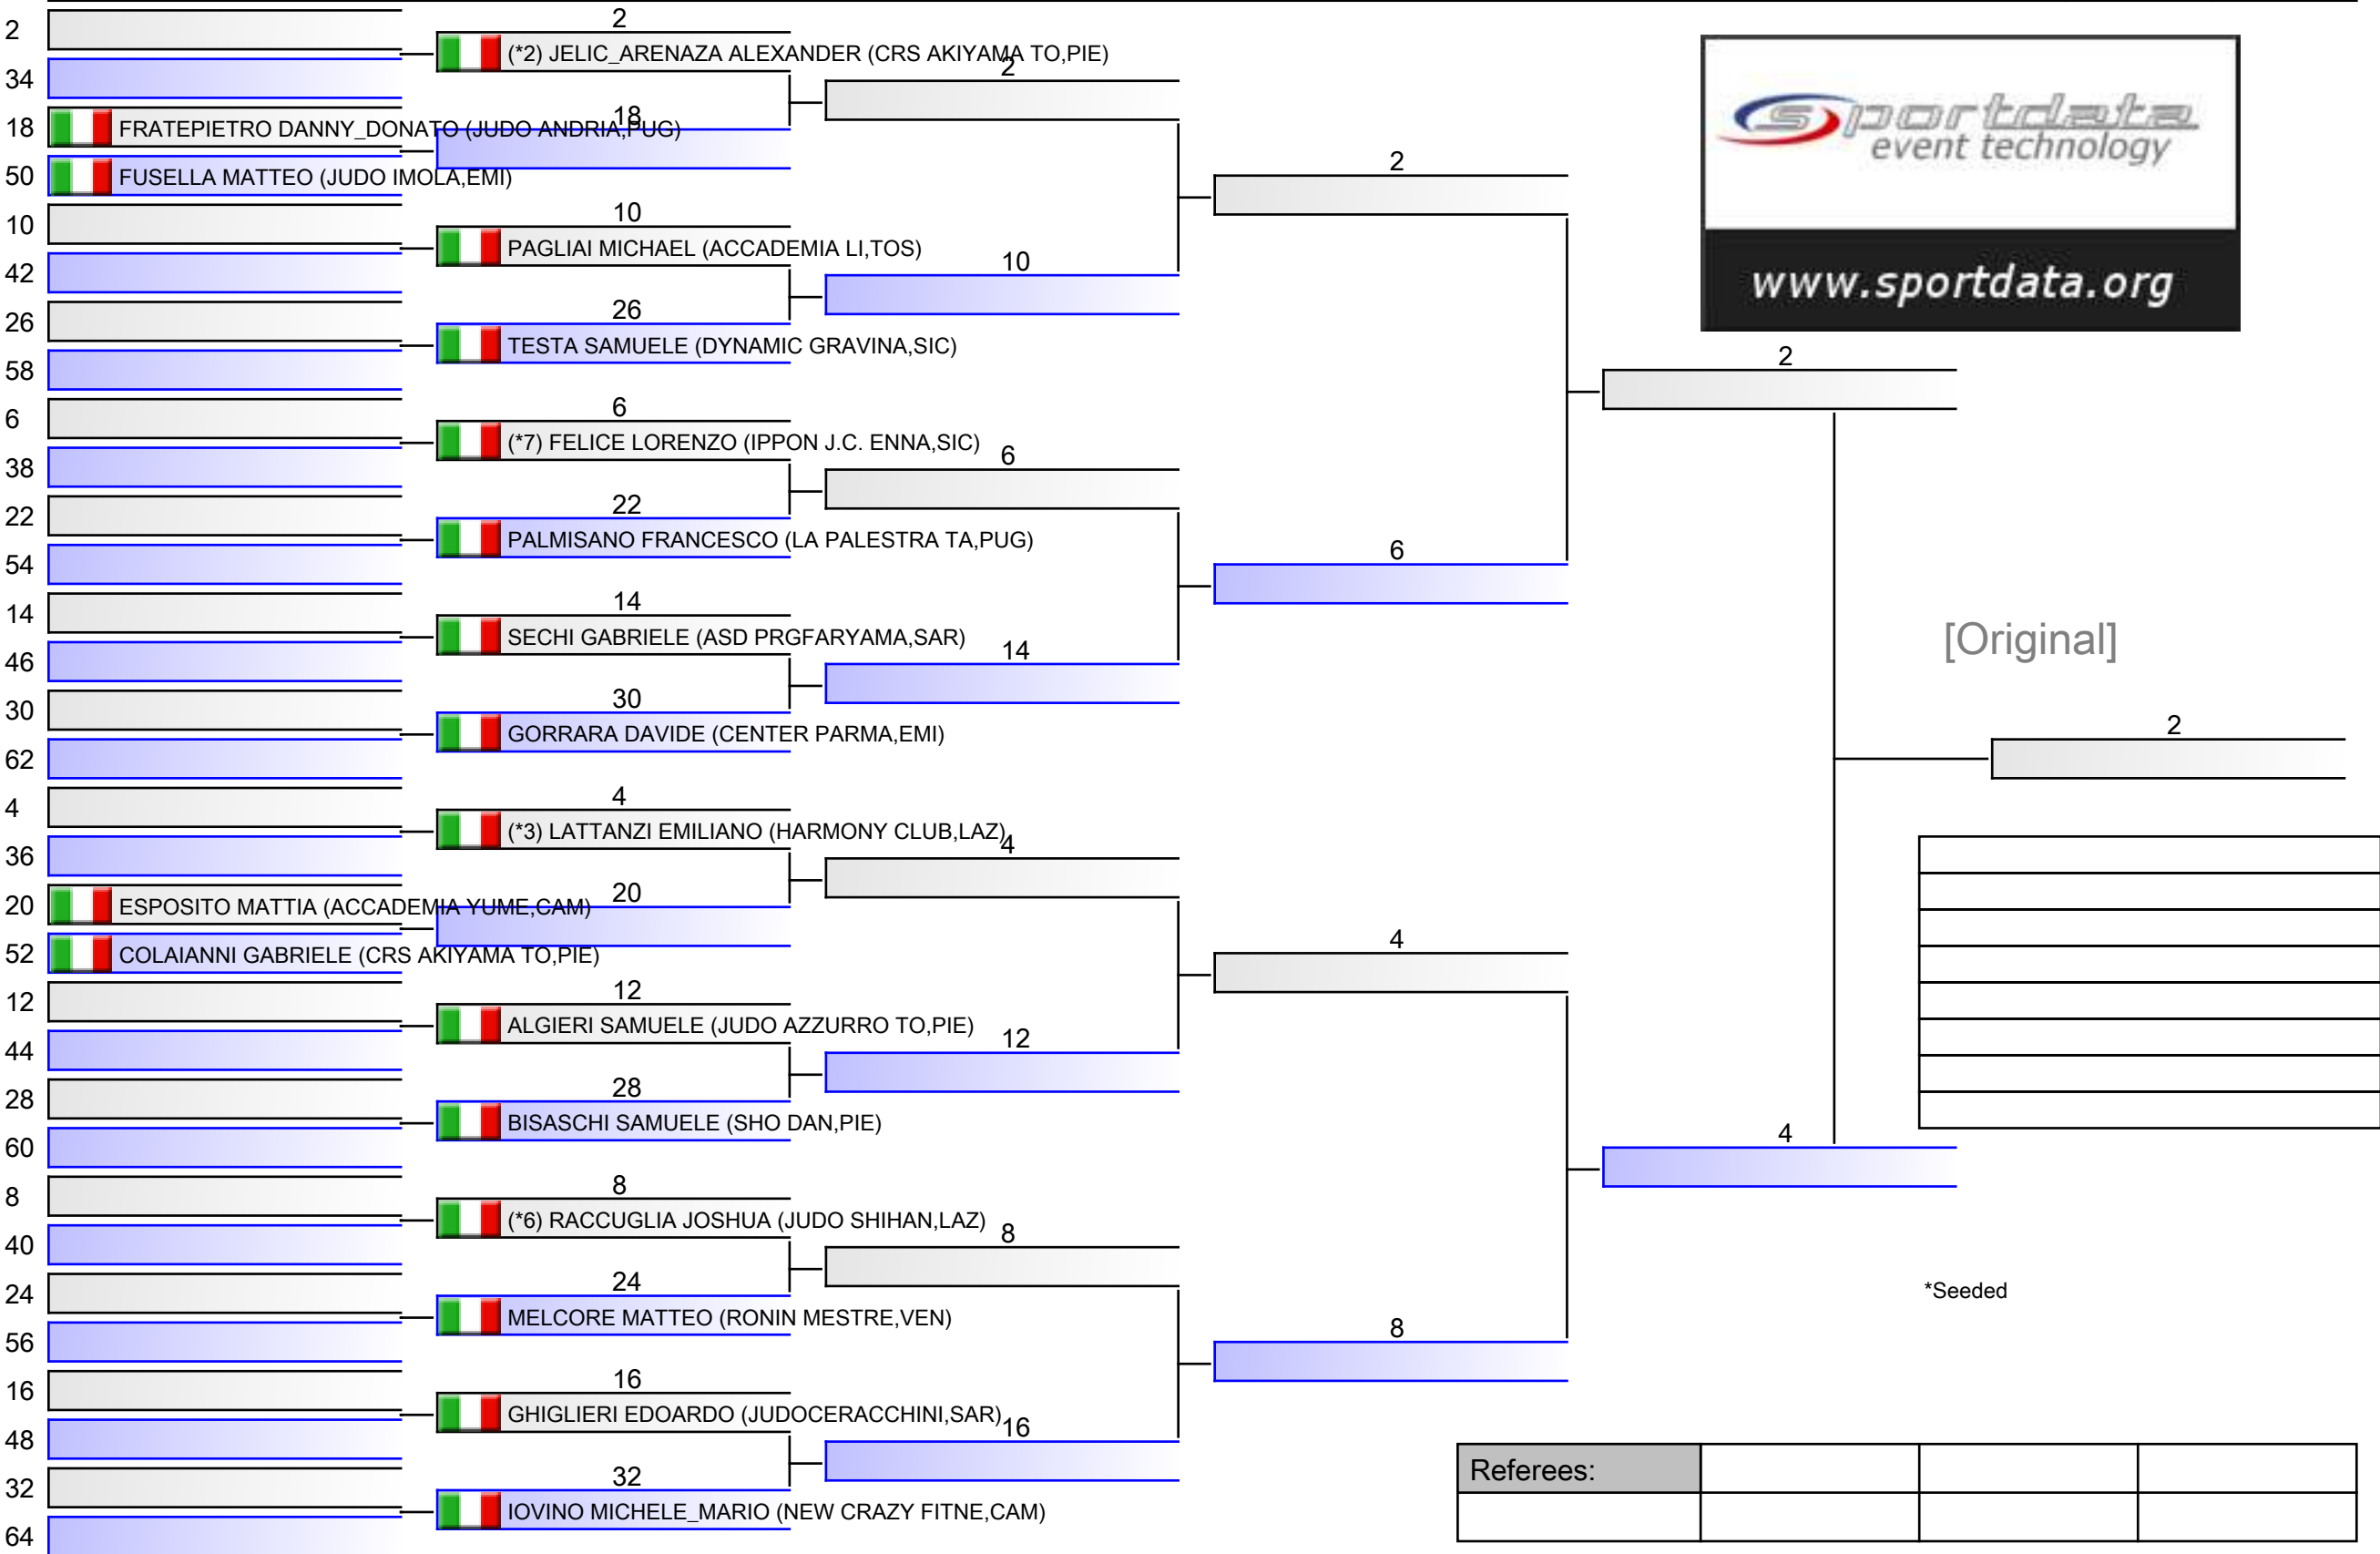 2
2
(*2) JELIC_ARENAZA ALEXANDER (CRS AKIYAMA TO,PIE)
2
34
18
18
FRATEPIETRO DANNY_DONATO (JUDO ANDRIA,PUG)
2
50
FUSELLA MATTEO (JUDO IMOLA,EMI)
10
10
PAGLIAI MICHAEL (ACCADEMIA LI,TOS)
10
42
26
26
TESTA SAMUELE (DYNAMIC GRAVINA,SIC)
58
2
6
6
(*7) FELICE LORENZO (IPPON J.C. ENNA,SIC)
6
38
22
22
PALMISANO FRANCESCO (LA PALESTRA TA,PUG)
6
54
14
14
SECHI GABRIELE (ASD PRGFARYAMA,SAR)
14
46
30
30
GORRARA DAVIDE (CENTER PARMA,EMI)
62
2
4
4
(*3) LATTANZI EMILIANO (HARMONY CLUB,LAZ)
4
36
20
20
ESPOSITO MATTIA (ACCADEMIA YUME,CAM)
4
52
COLAIANNI GABRIELE (CRS AKIYAMA TO,PIE)
12
12
ALGIERI SAMUELE (JUDO AZZURRO TO,PIE)
12
44
28
28
BISASCHI SAMUELE (SHO DAN,PIE)
60
4
8
8
(*6) RACCUGLIA JOSHUA (JUDO SHIHAN,LAZ)
8
40
24
24
MELCORE MATTEO (RONIN MESTRE,VEN)
8
56
16
16
GHIGLIERI EDOARDO (JUDOCERACCHINI,SAR)
16
48
32
32
IOVINO MICHELE_MARIO (NEW CRAZY FITNE,CAM)
64
sportdata
event technology
www.sportdata.org
[Original]
*Seeded
Referees: